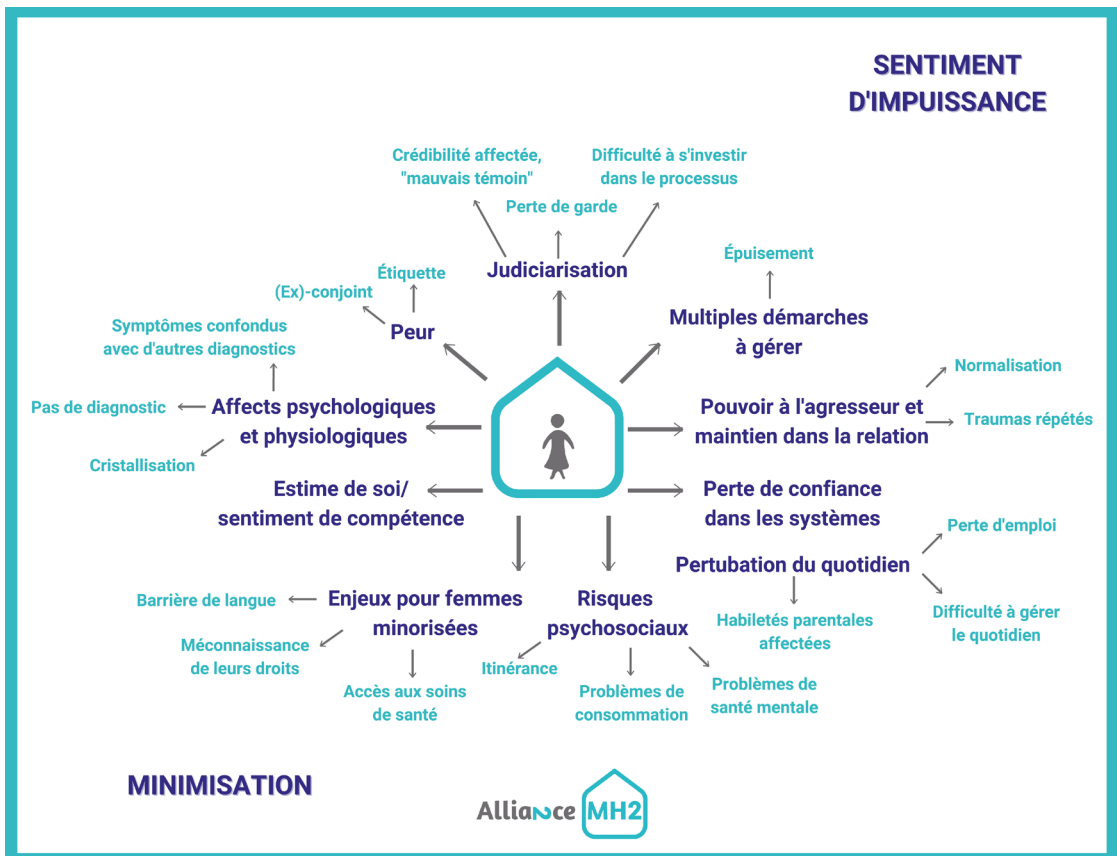 SENTIMENT
D'IMPUISSANCE
Crédibilité affectée,
"mauvais témoin"
Difficulté à s'investir
dans le processus
Perte de garde
Judiciarisation
Épuisement
Multiples démarches
à gérer
Étiquette
(Ex)-conjoint
Peur
Symptômes confondus
avec d'autres diagnostics
Pas de diagnostic
Affects psychologiques
et physiologiques
Cristallisation
Normalisation
Pouvoir à l'agresseur et
maintien dans la relation
Traumas répétés
Estime de soi/
sentiment de compétence
Perte de confiance
dans les systèmes
Perte d'emploi
Pertubation du quotidien
Habiletés parentales
affectées
Difficulté à gérer
le quotidien
Barrière de langue
Enjeux pour femmes
minorisées
Méconnaissance
de leurs droits
Accès aux soins
de santé
Risques
psychosociaux
Itinérance
Problèmes de
consommation
Problèmes de
santé mentale
MINIMISATION
Alliance MH2